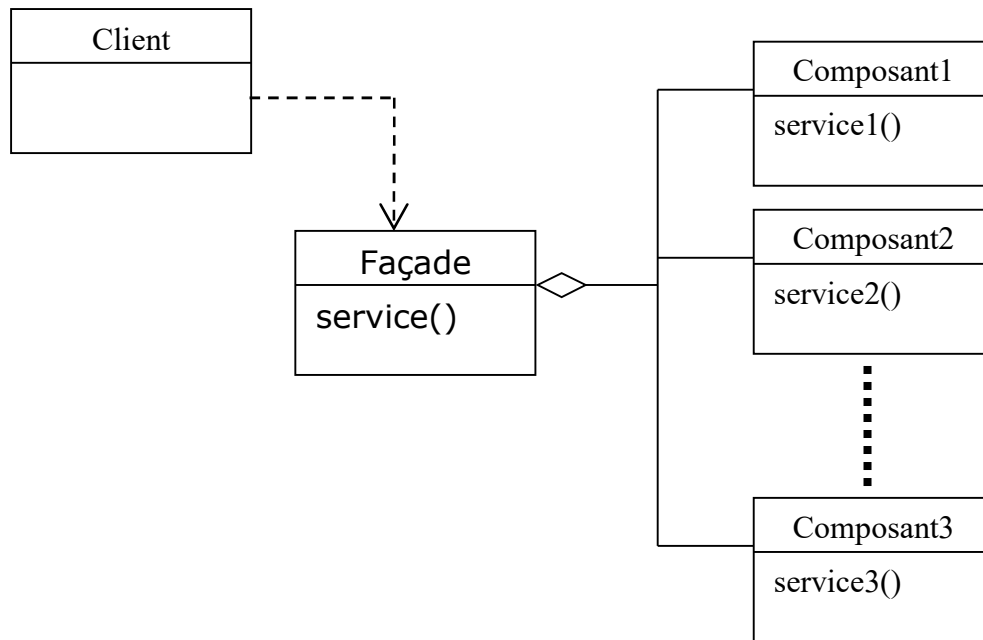 Client
Façade
service()
Composant1
service1()
Composant2
service2()
Composant3
service3()